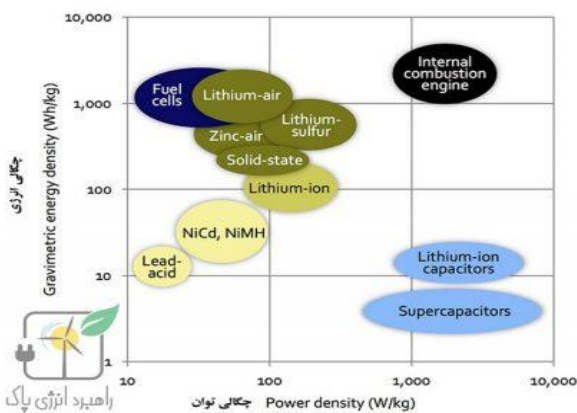 10,000
1,000
100
10
1
Gravimetric energy density (Wh/kg)
چگالی انرژی
Fuel
cells
Lithium-air
Internal
combustion
engine
Lithium-
sulfur
Zinc-air
Solid-state
Lithium-ion
NiCd, NiMH
Lead-
acid
Lithium-ion
capacitors
Supercapacitors
10
100
1,000
10,000
چگالی توان Power density (W/kg)
راهبرد انرژی پاک